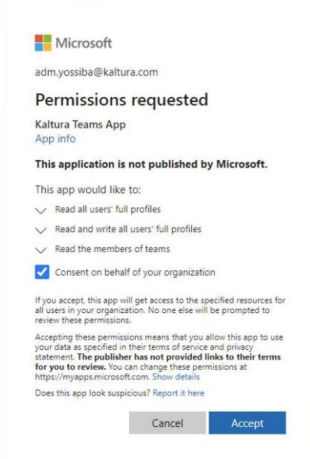 Microsoft
adm.yossiba@kaltura.com
Permissions requested
Kaltura Teams App
App info
This application is not published by Microsoft.
This app would like to:
Read all users' full profiles
Read and write all users' full profiles
Read the members of teams
Consent on behalf of your organization
If you accept, this app will get access to the specified resources for
all users in your organization. No one else will be prompted to
review these permissions.
Accepting these permissions means that you allow this app to use
your data as specified in their terms of service and privacy
statement. The publisher has not provided links to their terms
for you to review. You can change these permissions at
https://myapps.microsoft.com. Show details
Does this app look suspicious? Report it here
Cancel Accept